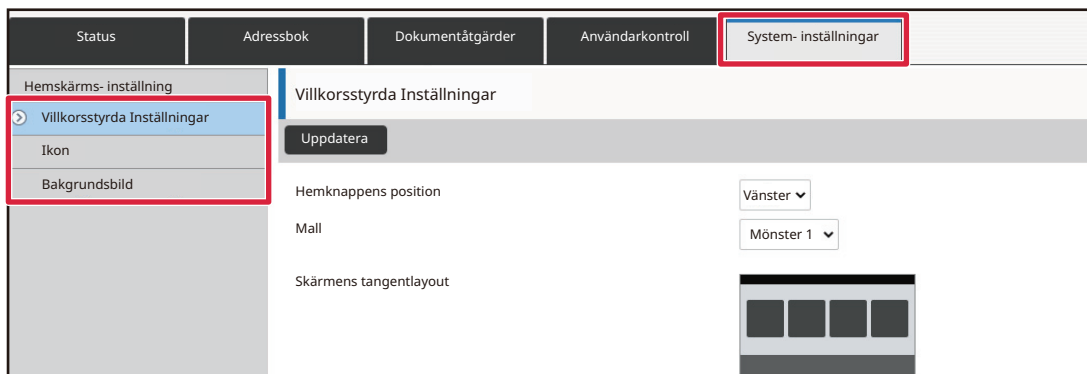 Status
Adressbok
Dokumentåtgärder
Användarkontroll
System- inställningar
Hemskärms- inställning
Villkorsstyrda Inställningar
Ikon
Bakgrundsbild
Villkorsstyrda Inställningar
Uppdatera
Hemknappens position
Vänster
Mall
Mönster 1
Skärmens tangentlayout